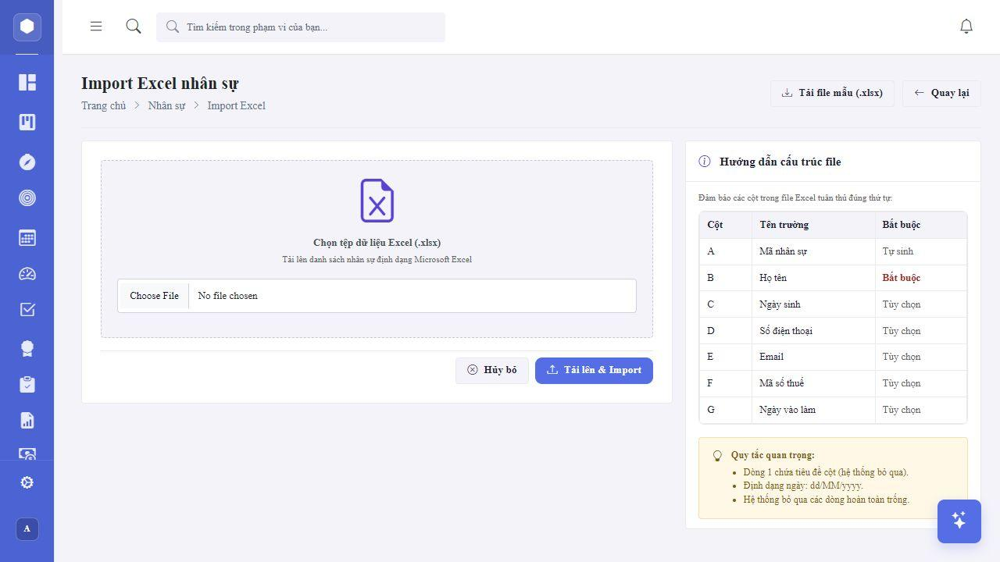 Tìm kiếm trong phạm vi của bạn...
Import Excel nhân sự
Trang chủ > Nhân sự > Import Excel
Tải file mẫu (.xlsx)
Quay lại
Chọn tệp dữ liệu Excel (.xlsx)
Tải lên danh sách nhân sự định dạng Microsoft Excel
Choose File No file chosen
Hủy bỏ
Tải lên & Import
Hướng dẫn cấu trúc file
Đảm bảo các cột trong file Excel tuân thủ đúng thứ tự:
Cột Tên trường Bắt buộc
A Mã nhân sự Tự sinh
B Họ tên Bắt buộc
C Ngày sinh Tùy chọn
D Số điện thoại Tùy chọn
E Email Tùy chọn
F Mã số thuế Tùy chọn
G Ngày vào làm Tùy chọn
Quy tắc quan trọng:
• Dòng 1 chứa tiêu đề cột (hệ thống bỏ qua).
• Định dạng ngày: dd/MM/yyyy.
• Hệ thống bỏ qua các dòng hoàn toàn trống.
A